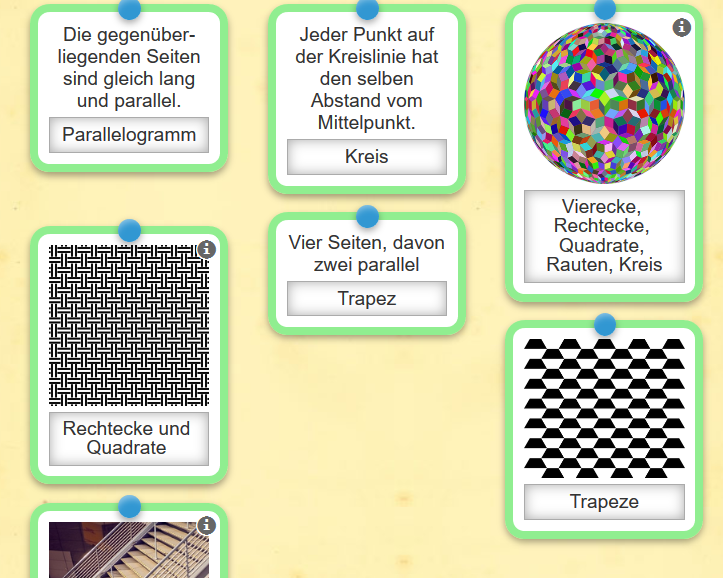 Die gegenüber-
liegenden Seiten
sind gleich lang
und parallel.
Parallelogramm
Rechtecke und
Quadrate
Jeder Punkt auf
der Kreislinie hat
den selben
Abstand vom
Mittelpunkt.
Kreis
Vier Seiten, davon
zwei parallel
Trapez
Vierecke,
Rechtecke,
Quadrate,
Rauten, Kreis
Trapeze